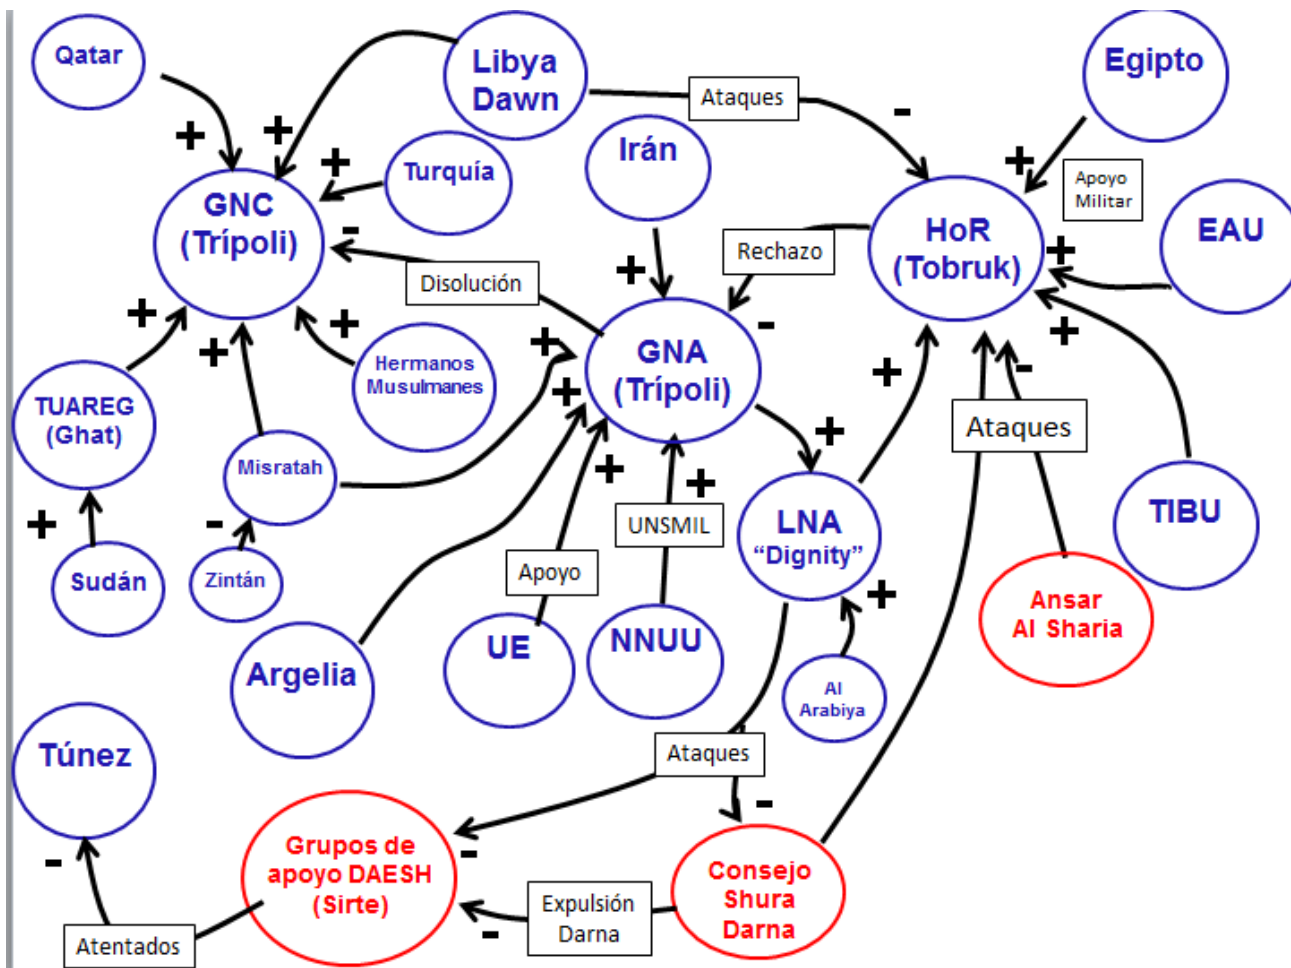 Qatar
Libya
Dawn
Egipto
Ataques
-
+
+
Irán
+
Turquía
+
Apoyo
Militar
GNC
(Trípoli)
-
HoR
(Tobruk)
EAU
Rechazo
+
Disolución
+
+
+
+
-
+
+
GNA
(Trípoli)
Hermanos
Musulmanes
+
+
-
TUAREG
(Ghat)
Ataques
+
Misratah
+
+
UNSMIL
LNA
“Dignity”
TIBU
+
-
Sudán
Zintán
Apoyo
+
Ansar
Al Sharia
Argelia
UE
NNUU
Al
Arabiya
Túnez
Ataques
-
-
-
Grupos de
apoyo DAESH
(Sirte)
Consejo
Shura
Darna
Expulsión
Darna
-
Atentados